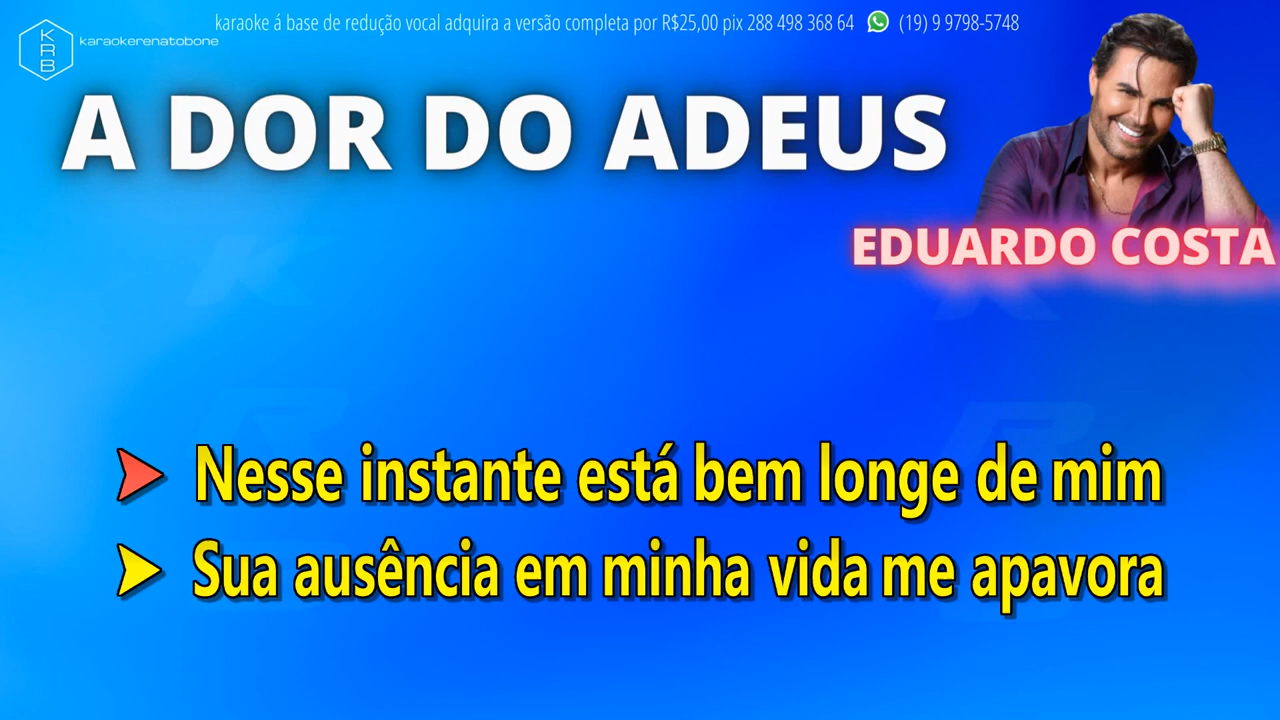 karaoke á base de redução vocal adquira a versão completa por R$25,00 pix 288 498 368 64 (19) 9 9798-5748
KRB
karaokerenatobone
A DOR DO ADEUS
EDUARDO COSTA
Nesse instante está bem longe de mim
Sua ausência em minha vida me apavora